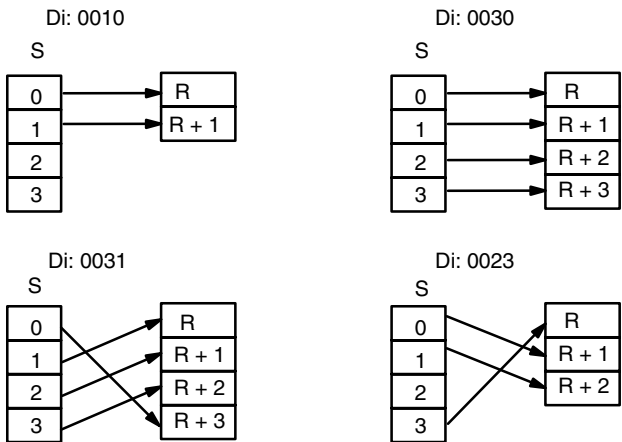 Di: 0010
S
0
1
2
3
R
R + 1
Di: 0030
S
0
1
2
3
R
R + 1
R + 2
R + 3
Di: 0031
S
0
1
2
3
R
R + 1
R + 2
R + 3
Di: 0023
S
0
1
2
3
R
R + 1
R + 2